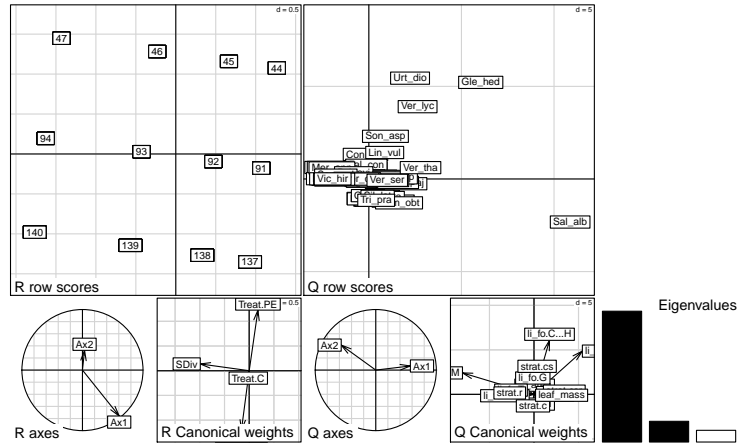 d = 0.5
47
46
45
44
94
93
92
91
140
139
138
137
R row scores
d = 5
Urt_dio
Gle_hed
Ver_lyc
Son_asp
Lin_vul
Ver_tha
Vic_hir
Ver_ser
Tri_pra
Sal_alb
Q row scores
Ax2
Ax1
R axes
d = 0.5
Treat.PE
SDiv
Treat.C
R Canonical weights
Ax2
Ax1
Q axes
d = 5
li_fo.C...H
li_
M
strat.cs
li_fo.G
strat.r
leaf_mass
strat.c
Q Canonical weights
Eigenvalues